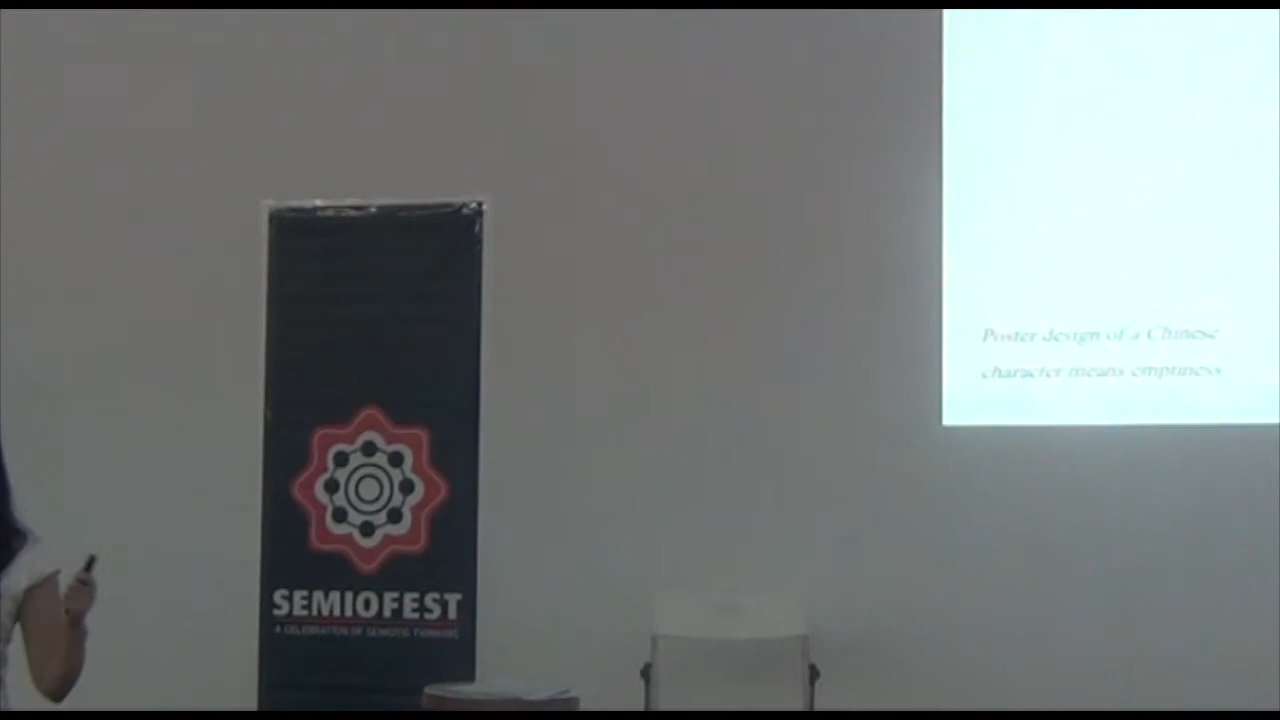 SEMIOFEST
A CELEBRATION OF SEMIOTIC THINKING
Poster design of a Chinese
character means emptiness